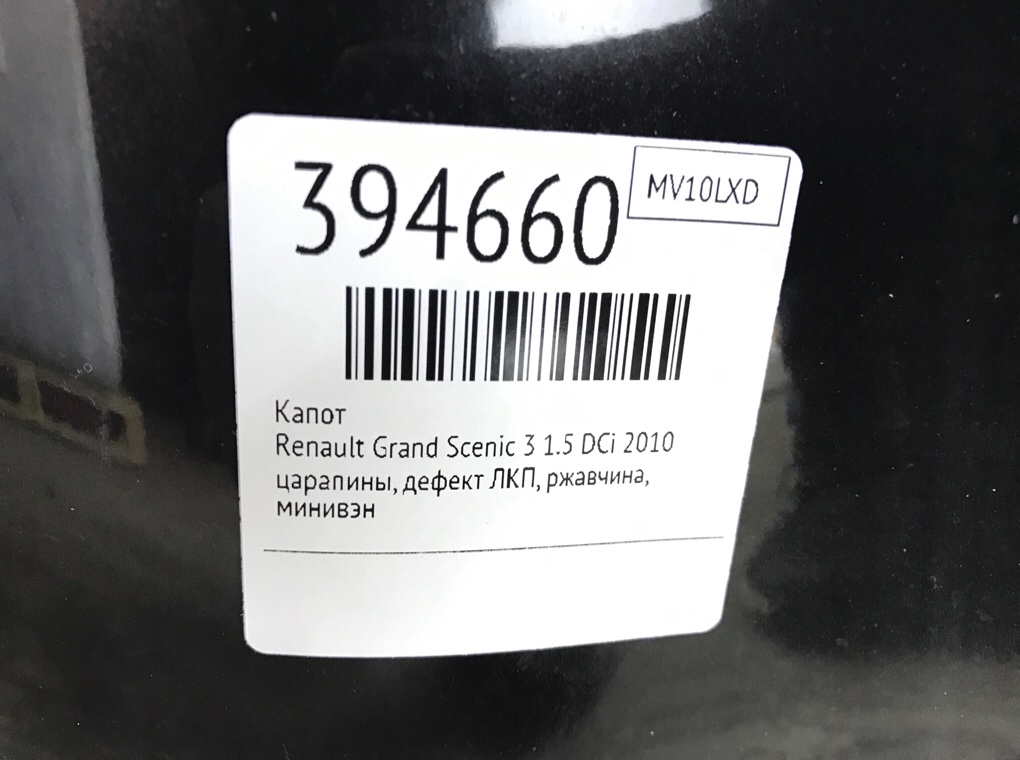 394660
MV10LXD
Капот
Renault Grand Scenic 3 1.5 DCi 2010
царапины, дефект ЛКП, ржавчина,
минивэн